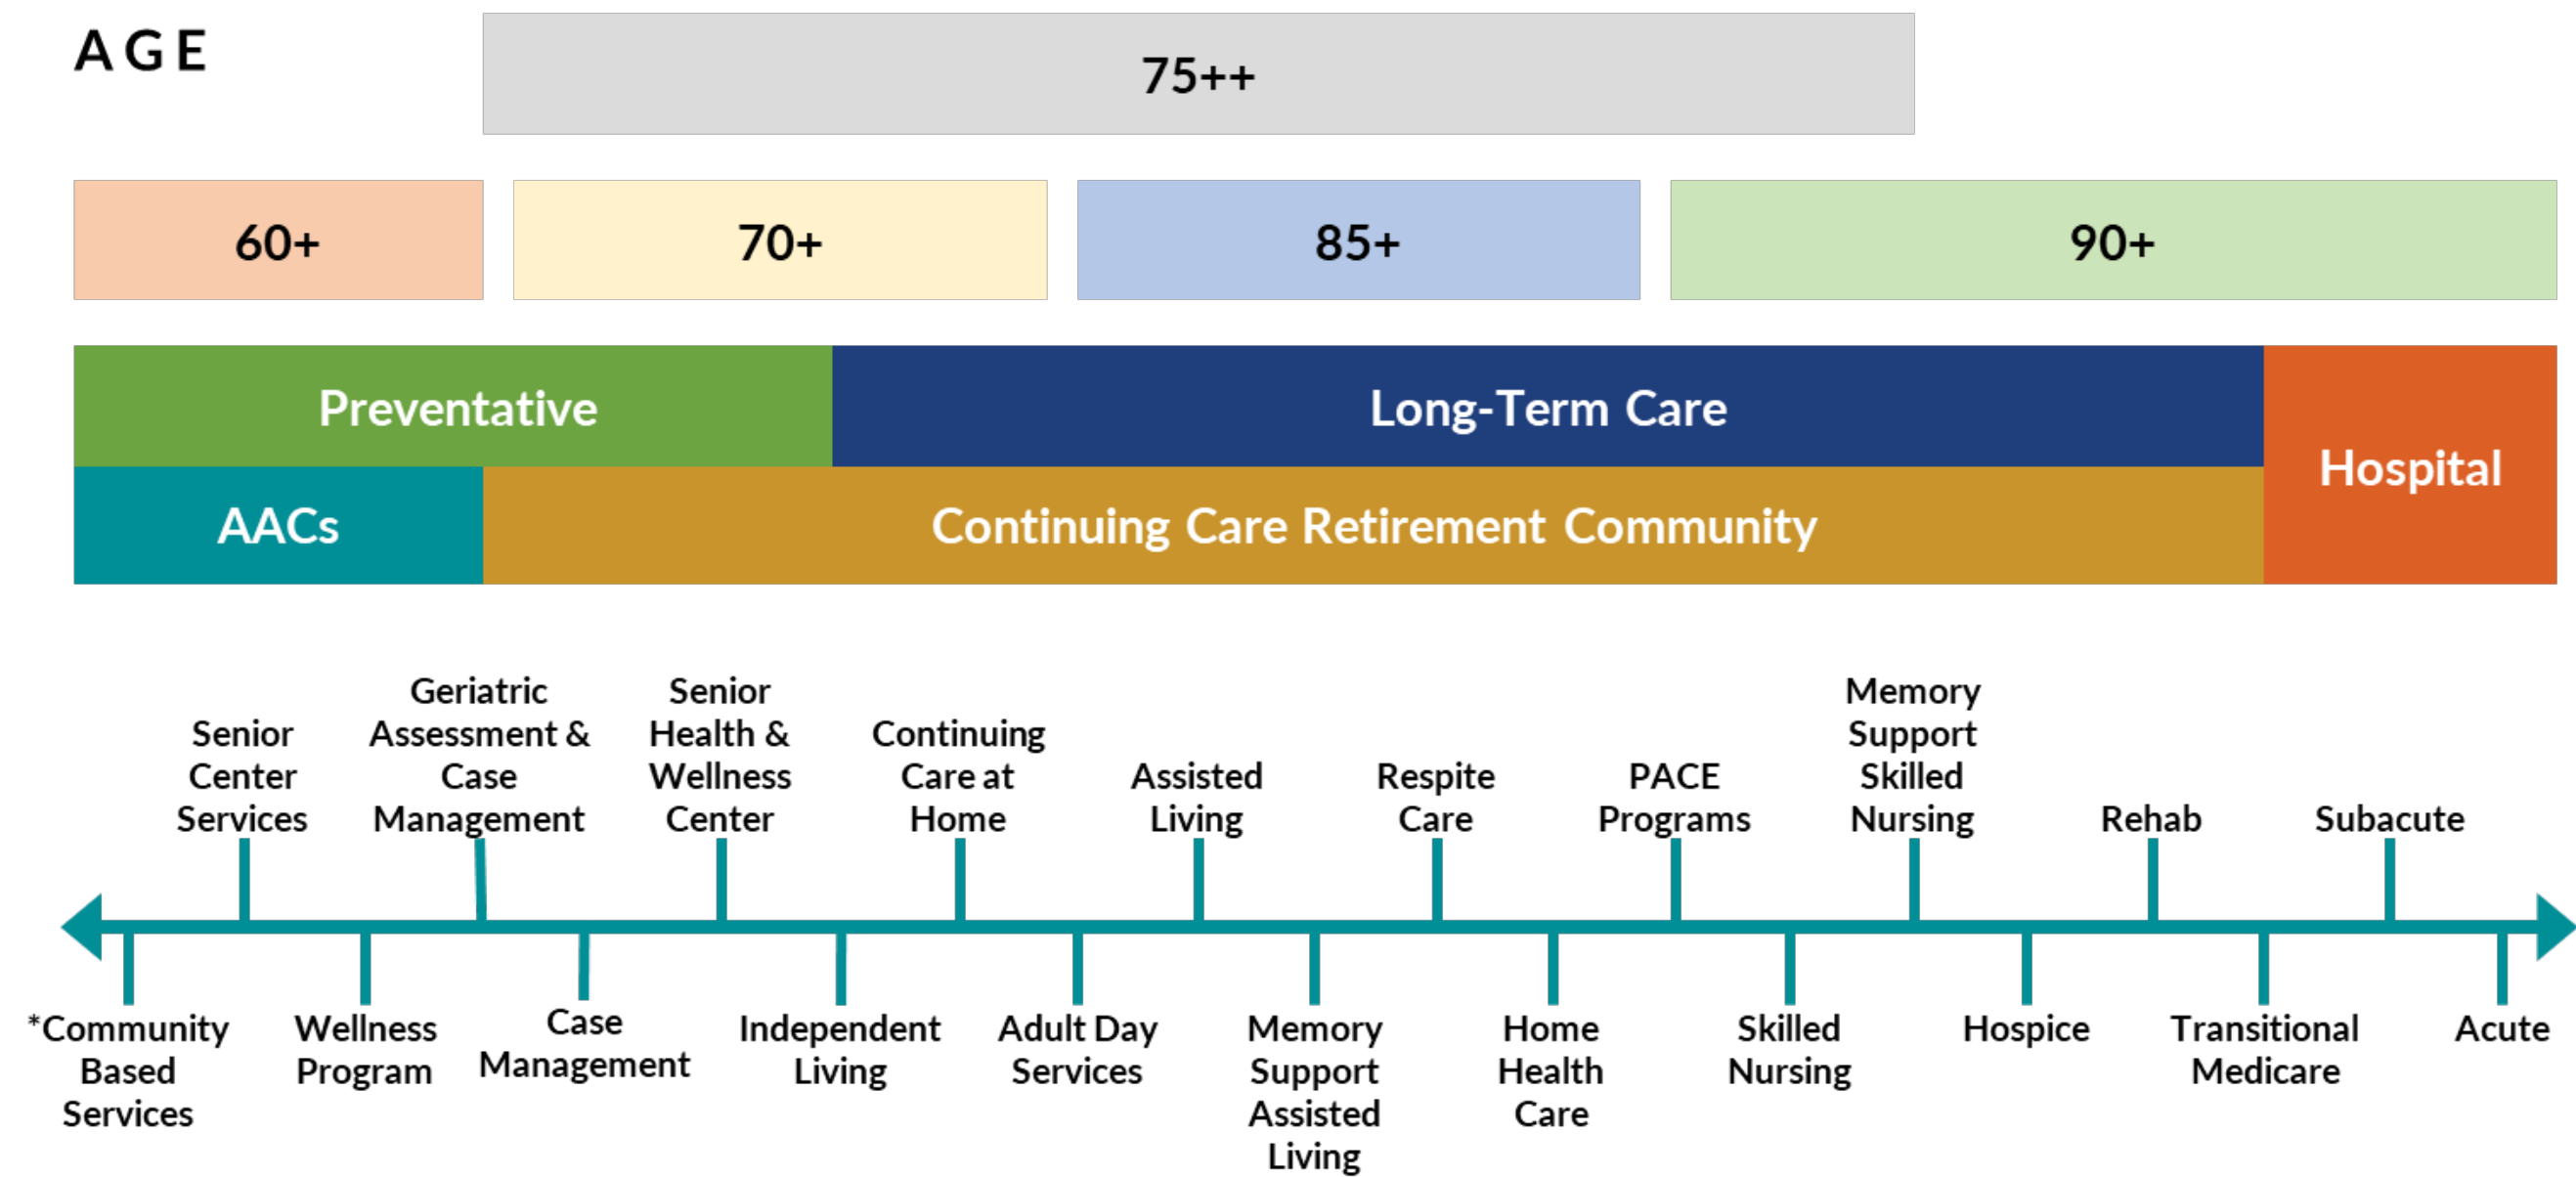 AGE
75++
60+
70+
85+
90+
Preventative
Long-Term Care
Hospital
AACs
Continuing Care Retirement Community
Senior
Center
Services
Geriatric
Assessment &
Case
Management
Senior
Health &
Wellness
Center
Continuing
Care at
Home
Assisted
Living
Respite
Care
PACE
Programs
Memory
Support
Skilled
Nursing
Rehab
Subacute
*Community
Based
Services
Wellness
Program
Case
Management
Independent
Living
Adult Day
Services
Memory
Support
Assisted
Living
Home
Health
Care
Skilled
Nursing
Hospice
Transitional
Medicare
Acute